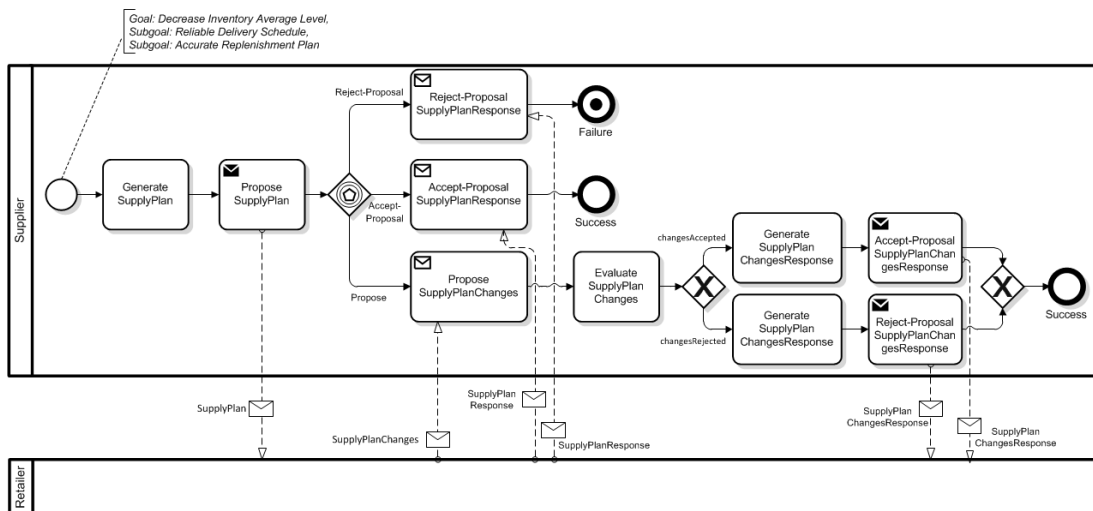 Goal: Decrease Inventory Average Level,
Subgoal: Reliable Delivery Schedule,
Subgoal: Accurate Replenishment Plan
Supplier
Generate
SupplyPlan
Propose
SupplyPlan
Reject-Proposal
Reject-Proposal
SupplyPlanResponse
Failure
Accept-
Proposal
Accept-Proposal
SupplyPlanResponse
Success
Propose
Propose
SupplyPlanChanges
Evaluate
SupplyPlan
Changes
changesAccepted
Generate
SupplyPlan
ChangesResponse
Accept-Proposal
SupplyPlanChan
gesResponse
changesRejected
Generate
SupplyPlan
ChangesResponse
Reject-Proposal
SupplyPlanChan
gesResponse
Success
SupplyPlan
SupplyPlanChanges
SupplyPlan
Response
SupplyPlanResponse
SupplyPlan
ChangesResponse
SupplyPlan
ChangesResponse
Retailer